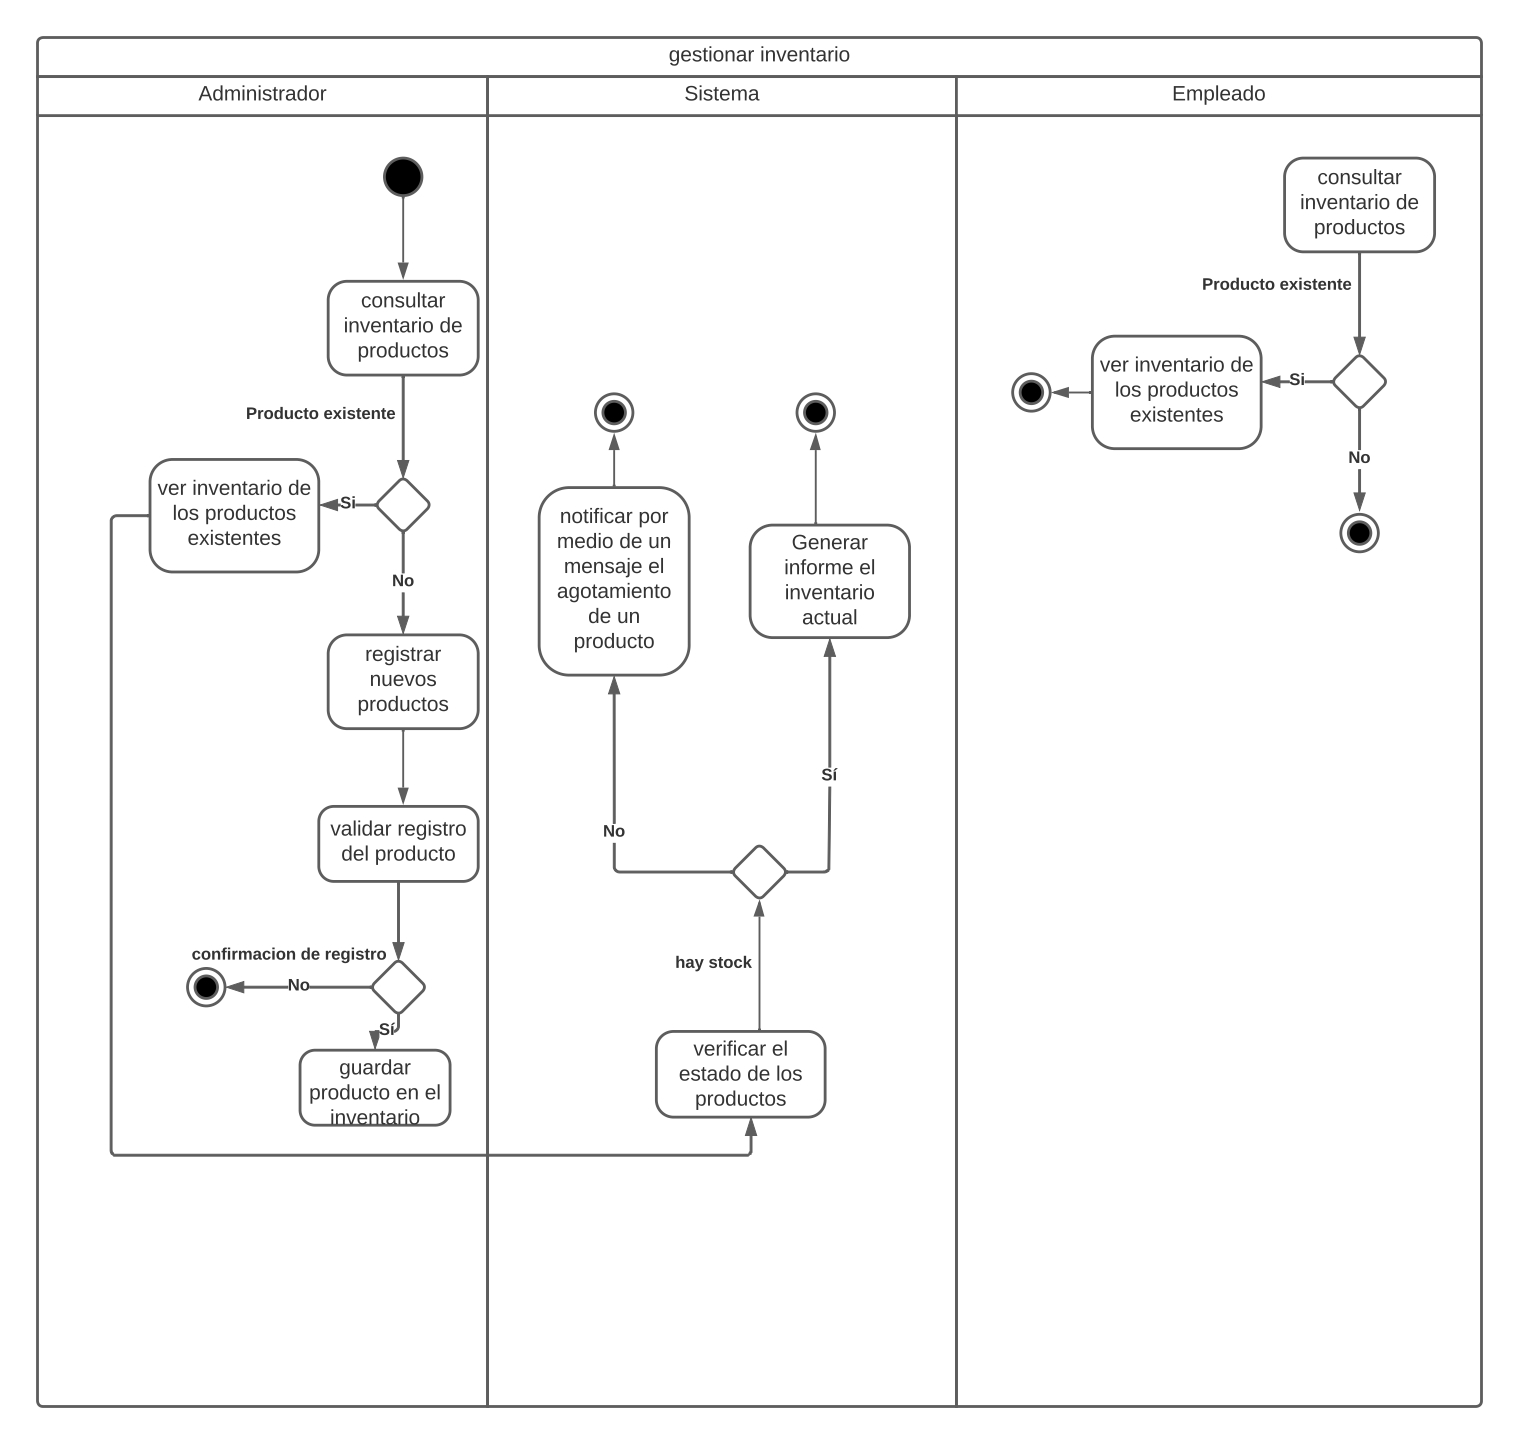 gestionar inventario
Administrador
Sistema
Empleado
consultar
inventario de
productos
Producto existente
Si
ver inventario de
los productos
existentes
No
registrar
nuevos
productos
validar registro
del producto
confirmacion de registro
No
Sí
guardar
producto en el
inventario
notificar por
medio de un
mensaje el
agotamiento
de un
producto
Generar
informe el
inventario
actual
Sí
No
hay stock
verificar el
estado de los
productos
consultar
inventario de
productos
Producto existente
Si
ver inventario de
los productos
existentes
No